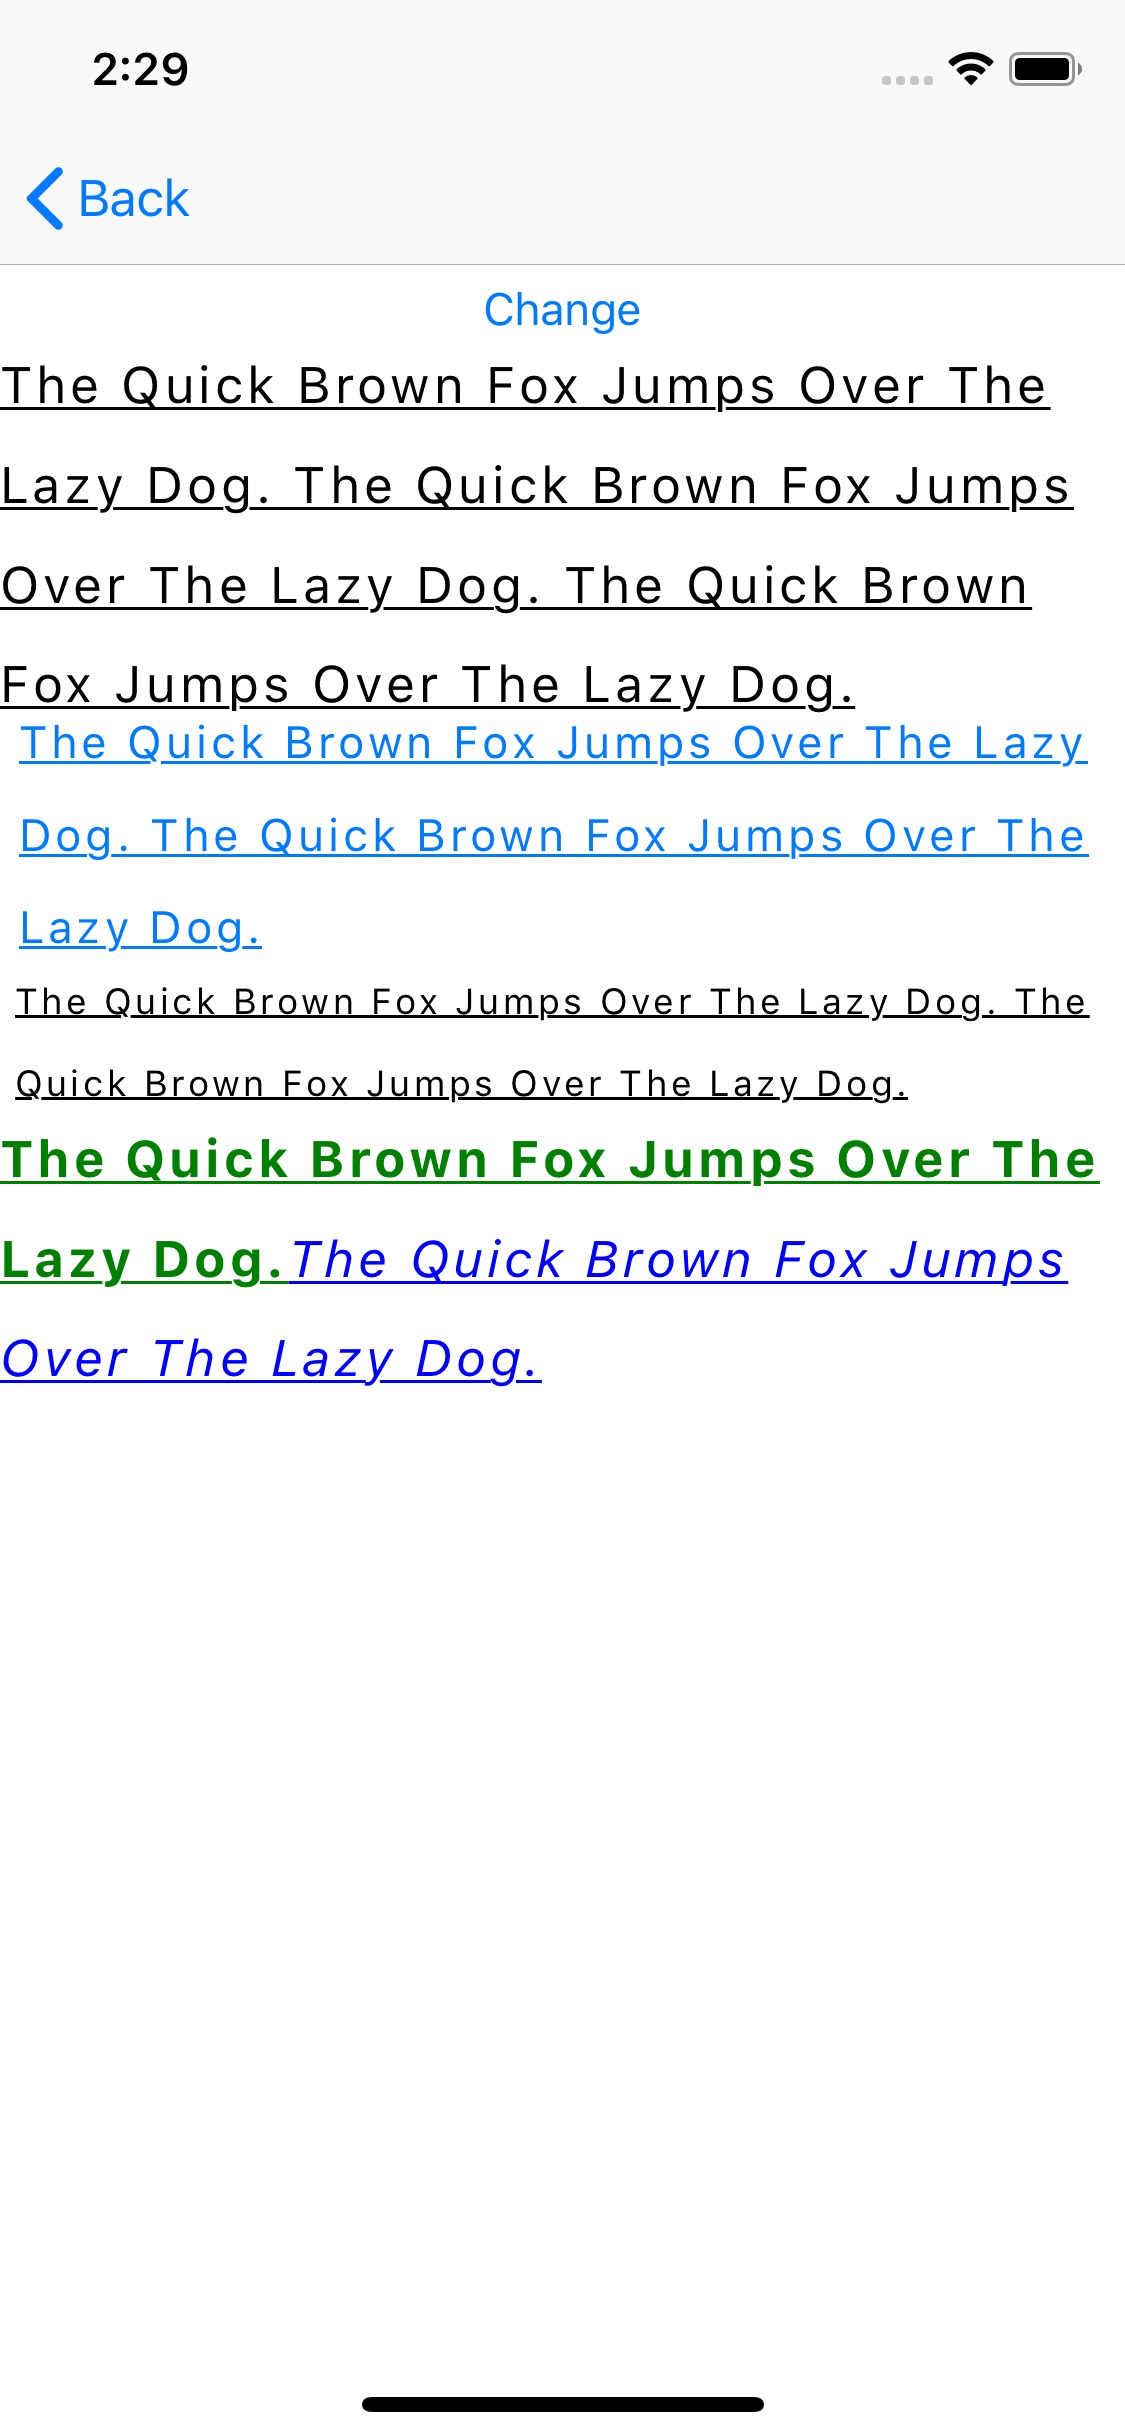 2:29
Back
Change
The Quick Brown Fox Jumps Over The
Lazy Dog. The Quick Brown Fox Jumps
Over The Lazy Dog. The Quick Brown
Fox Jumps Over The Lazy Dog.
The Quick Brown Fox Jumps Over The Lazy
Dog. The Quick Brown Fox Jumps Over The
Lazy Dog.
The Quick Brown Fox Jumps Over The Lazy Dog. The
Quick Brown Fox Jumps Over The Lazy Dog.
The Quick Brown Fox Jumps Over The
Lazy Dog.The Quick Brown Fox Jumps
Over The Lazy Dog.